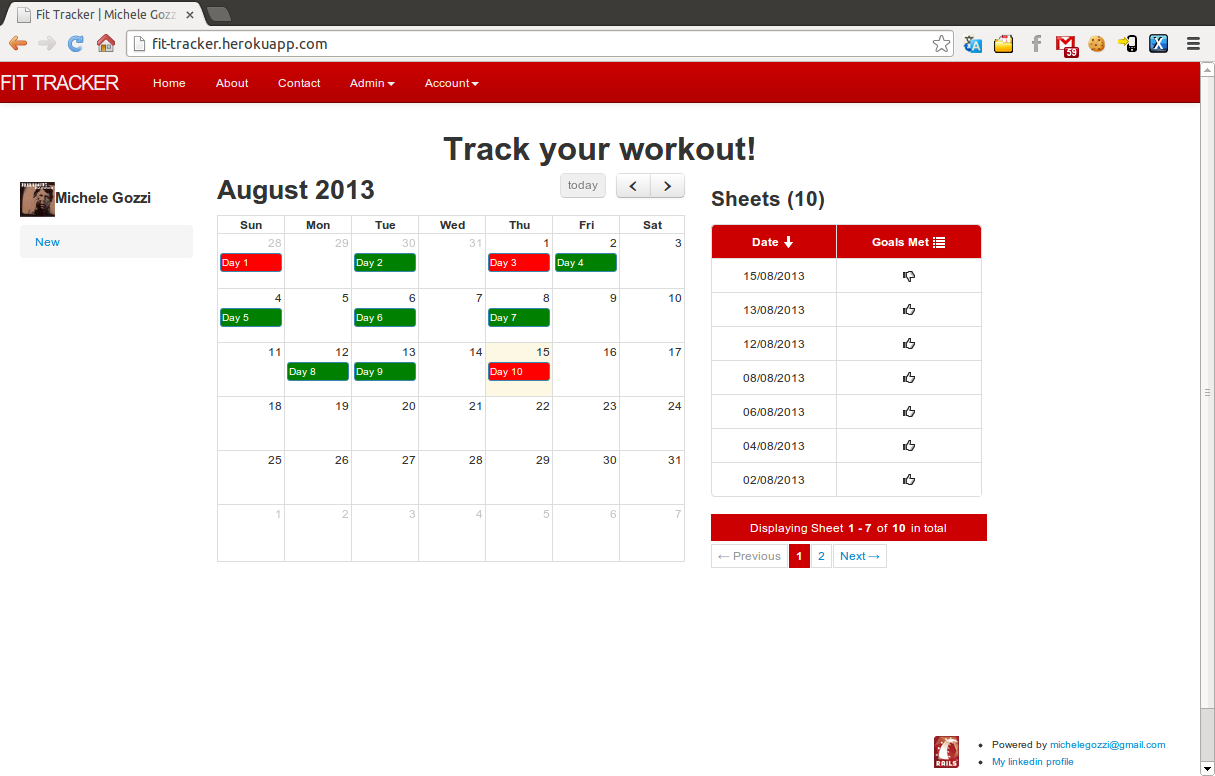 Fit Tracker | Michele Gozz
fit-tracker.herokuapp.com
59
X
FIT TRACKER Home About Contact Admin Account
Track your workout!
Michele Gozzi
New
August 2013
today
Sun Mon Tue Wed Thu Fri Sat
28 29 30 31 1 2 3
Day 1 Day 2 Day 3 Day 4
4 5 6 7 8 9 10
Day 5 Day 6 Day 7
11 12 13 14 15 16 17
Day 8 Day 9 Day 10
18 19 20 21 22 23 24
25 26 27 28 29 30 31
1 2 3 4 5 6 7
Sheets (10)
Date Goals Met
15/08/2013
13/08/2013
12/08/2013
08/08/2013
06/08/2013
04/08/2013
02/08/2013
Displaying Sheet 1 - 7 of 10 in total
← Previous 1 2 Next →
RAILS
Powered by michelegozzi@gmail.com
My linkedin profile